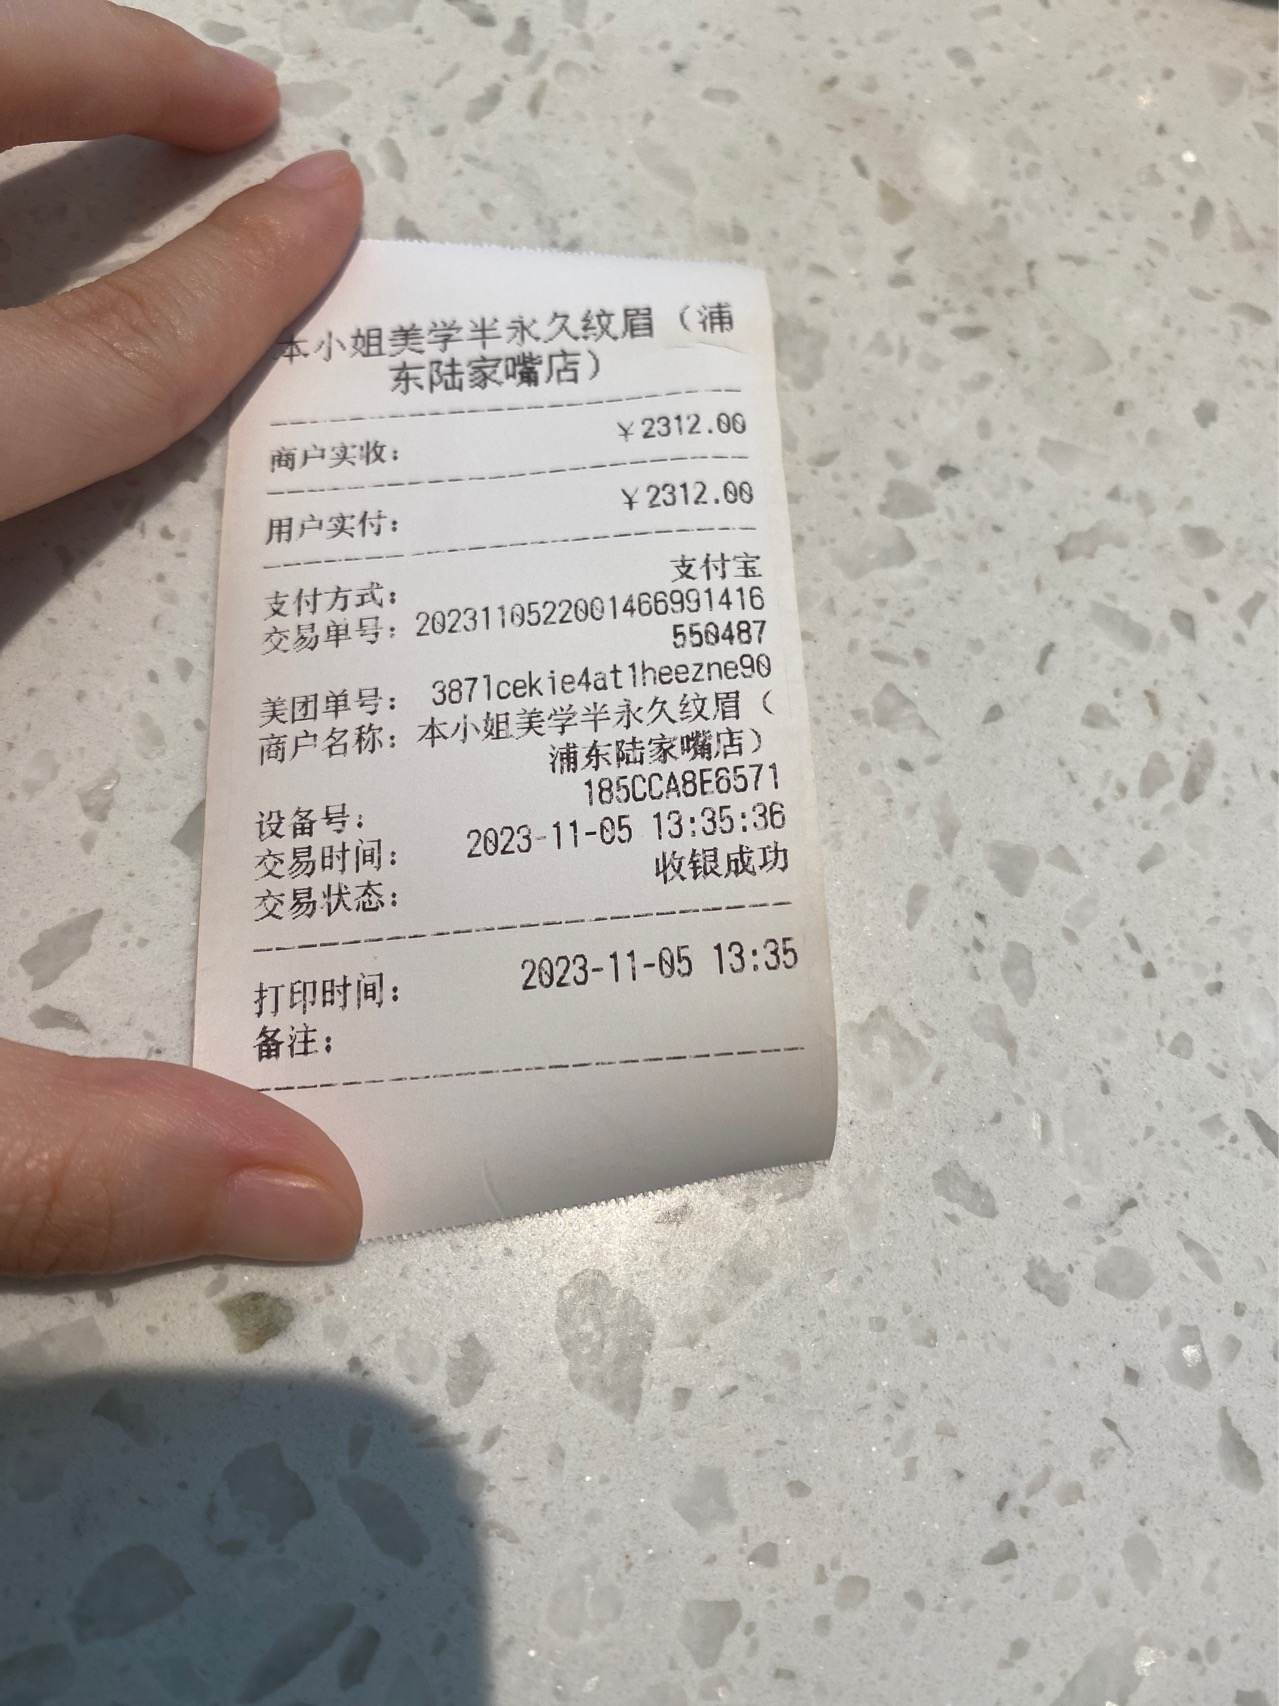 本小姐美学半永久纹眉（浦
东陆家嘴店）
商户实收： ￥2312.00
用户实付： ￥2312.00
支付方式： 支付宝
交易单号： 2023110522001466991416
550487
美团单号： 387lcekie4at1heezne90
商户名称： 本小姐美学半永久纹眉（
浦东陆家嘴店）
设备号： 185CCA8E6571
交易时间： 2023-11-05 13:35:36
交易状态： 收银成功
打印时间： 2023-11-05 13:35
备注：